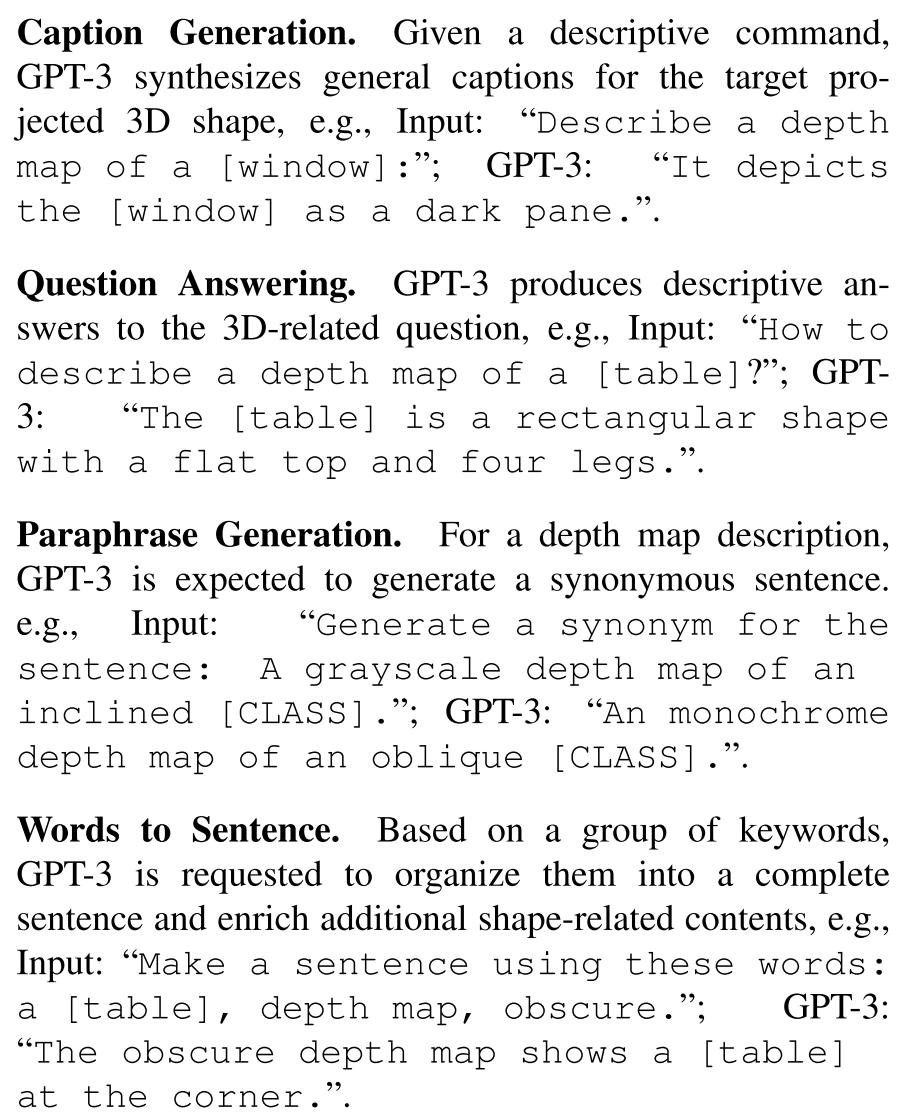 Caption Generation. Given a descriptive command,
GPT-3 synthesizes general captions for the target pro-
jected 3D shape, e.g., Input: “Describe a depth
map of a [window]:”; GPT-3: “It depicts
the [window] as a dark pane.”.
Question Answering. GPT-3 produces descriptive an-
swers to the 3D-related question, e.g., Input: “How to
describe a depth map of a [table]?”; GPT-
3: “The [table] is a rectangular shape
with a flat top and four legs.”.
Paraphrase Generation. For a depth map description,
GPT-3 is expected to generate a synonymous sentence.
e.g., Input: “Generate a synonym for the
sentence: A grayscale depth map of an
inclined [CLASS].”; GPT-3: “An monochrome
depth map of an oblique [CLASS].”.
Words to Sentence. Based on a group of keywords,
GPT-3 is requested to organize them into a complete
sentence and enrich additional shape-related contents, e.g.,
Input: “Make a sentence using these words:
a [table], depth map, obscure.”; GPT-3:
“The obscure depth map shows a [table]
at the corner.”.